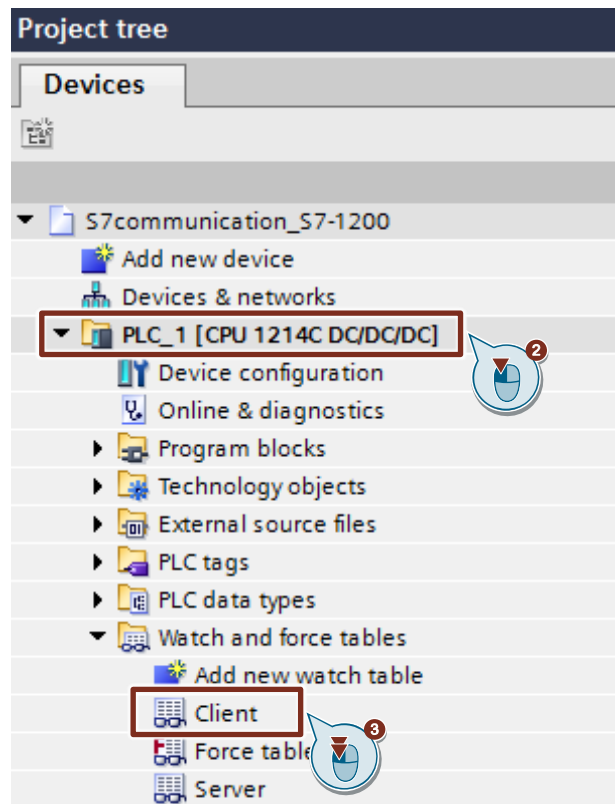 Project tree
Devices
S7communication_S7-1200
Add new device
Devices & networks
PLC_1 [CPU 1214C DC/DC/DC]
2
Device configuration
Online & diagnostics
Program blocks
Technology objects
External source files
PLC tags
PLC data types
Watch and force tables
Add new watch table
Client
3
Force table
Server